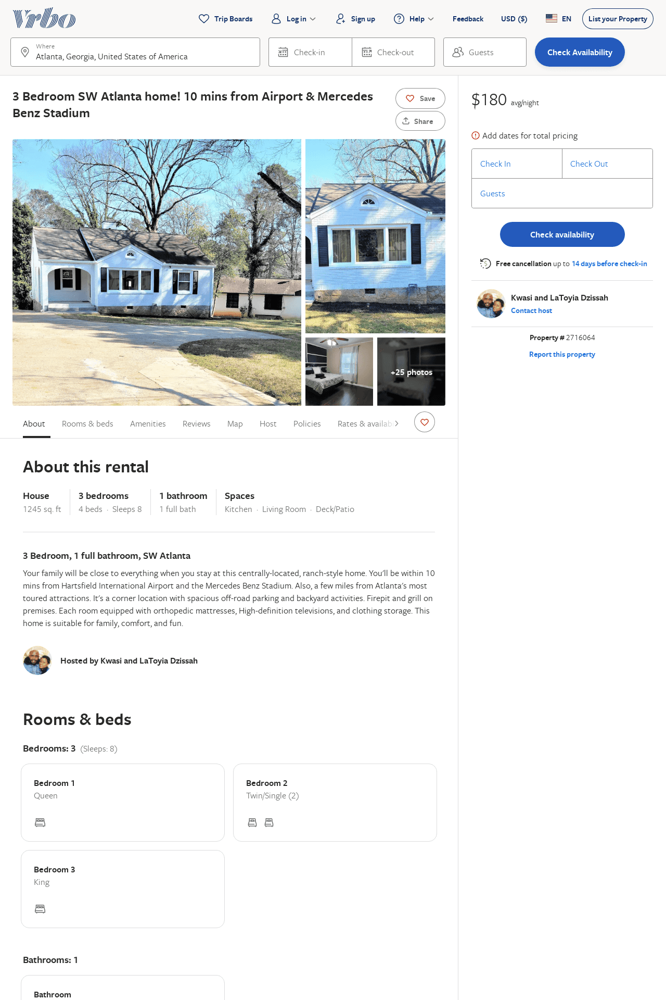 Vrbo
Trip Boards
Log in
Sign up
Help
Feedback
USD ($)
EN
List your Property
Where
Atlanta, Georgia, United States of America
Check-in
Check-out
Guests
Check Availability
3 Bedroom SW Atlanta home! 10 mins from Airport & Mercedes
Benz Stadium
Save
Share
+25 photos
$180 avg/night
Add dates for total pricing
Check In
Check Out
Guests
Check availability
Free cancellation up to 14 days before check-in
Kwasi and LaToyia Dzissah
Contact host
Property # 2716064
Report this property
About
Rooms & beds
Amenities
Reviews
Map
Host
Policies
Rates & availab
About this rental
House
1245 sq. ft
3 bedrooms
4 beds · Sleeps 8
1 bathroom
1 full bath
Spaces
Kitchen · Living Room · Deck/Patio
3 Bedroom, 1 full bathroom, SW Atlanta
Your family will be close to everything when you stay at this centrally-located, ranch-style home. You'll be within 10
mins from Hartsfield International Airport and the Mercedes Benz Stadium. Also, a few miles from Atlanta's most
toured attractions. It's a corner location with spacious off-road parking and backyard activities. Firepit and grill on
premises. Each room equipped with orthopedic mattresses, High-definition televisions, and clothing storage. This
home is suitable for family, comfort, and fun.
Hosted by Kwasi and LaToyia Dzissah
Rooms & beds
Bedrooms: 3 (Sleeps: 8)
Bedroom 1
Queen
Bedroom 2
Twin/Single (2)
Bedroom 3
King
Bathrooms: 1
Bathroom